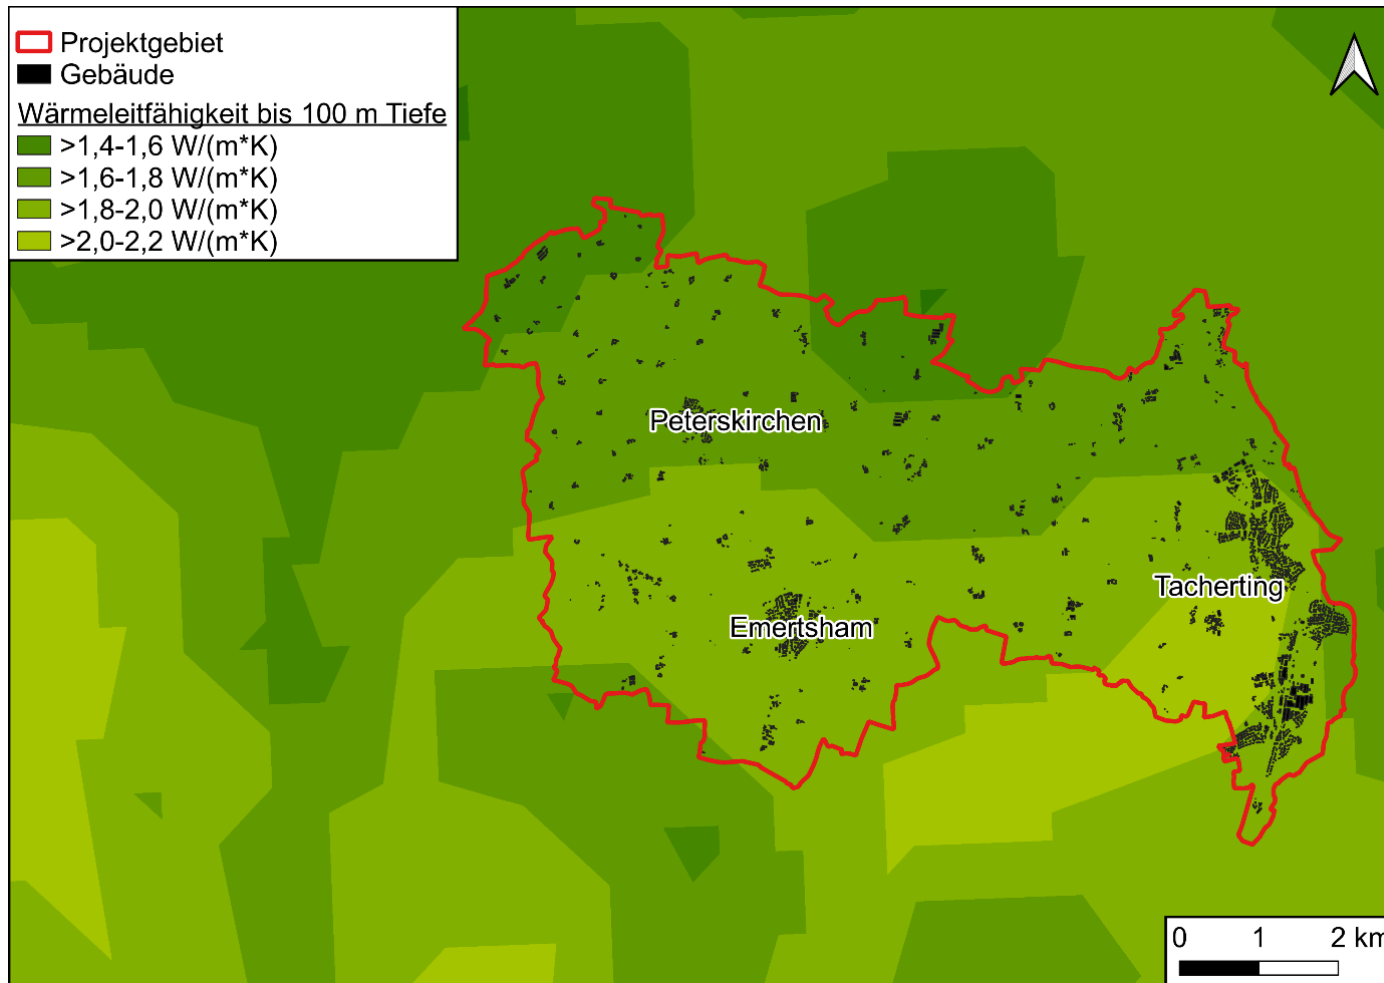 Projektgebiet
Gebäude
Wärmeleitfähigkeit bis 100 m Tiefe
>1,4-1,6 W/(m*K)
>1,6-1,8 W/(m*K)
>1,8-2,0 W/(m*K)
>2,0-2,2 W/(m*K)
Peterskirchen
Tacherting
Emertsham
0 1 2 km